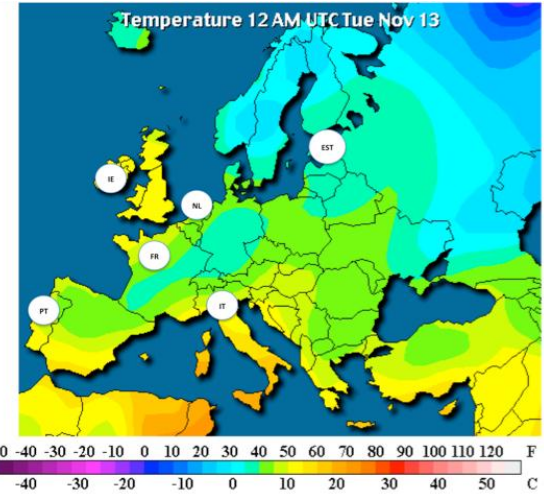 Temperature 12 AM UTC Tue Nov 13
EST
IE
NL
FR
PT
IT
0 -40 -30 -20 -10 0 10 20 30 40 50 60 70 80 90 100 110 120 F
-40 -30 -20 -10 0 10 20 30 40 50 C